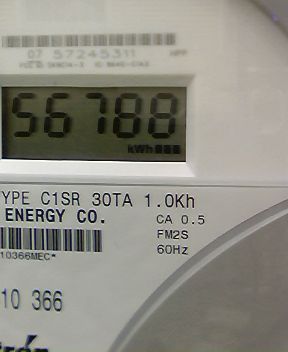 07 57245311
56788
kWh
YPE C1SR 30TA 1.0Kh
ENERGY CO.
CA 0.5
FM2S
60Hz
10366MEC*
10 366